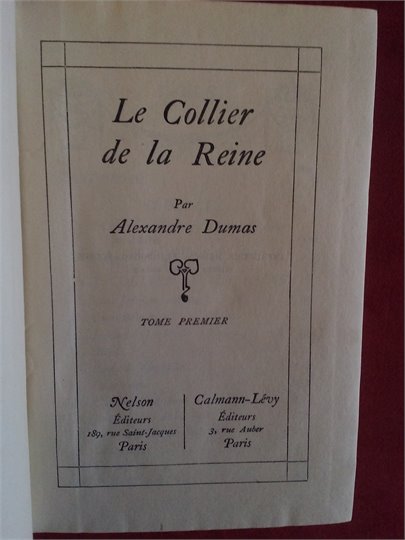 Le Collier
de la Reine
Par
Alexandre Dumas
TOME PREMIER
Nelson
Éditeurs
189, rue Saint-Jacques
Paris
Calmann-Lévy
Éditeurs
3, rue Auber
Paris